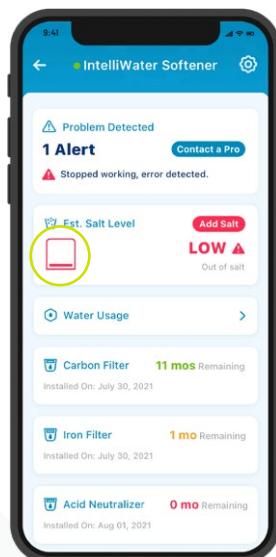 9:41
IntelliWater Softener
Problem Detected
1 Alert Contact a Pro
Stopped working, error detected.
Est. Salt Level Add Salt
LOW
Out of salt
Water Usage
Carbon Filter 11 mos Remaining
Installed On: July 30, 2021
Iron Filter 1 mo Remaining
Installed On: July 30, 2021
Acid Neutralizer 0 mo Remaining
Installed On: Aug 01, 2021